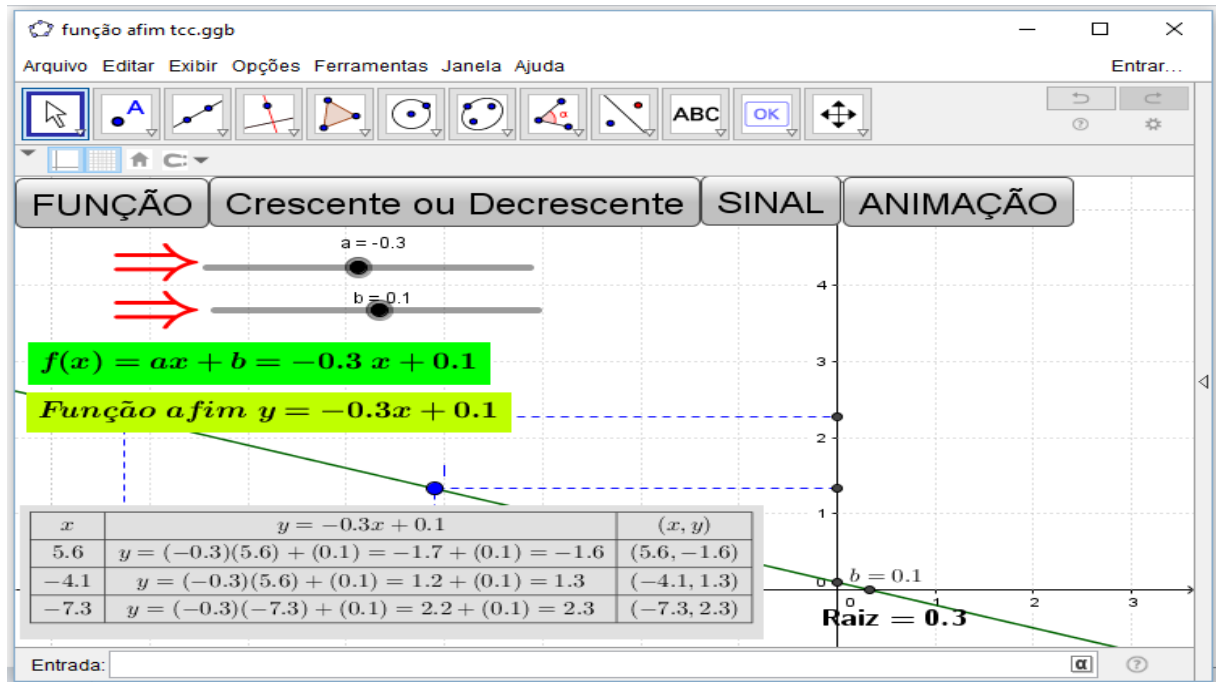 função afim tcc.ggb
Arquivo Editar Exibir Opções Ferramentas Janela Ajuda Entrar...
A α ABC OK
FUNÇÃO Crescente ou Decrescente SINAL ANIMAÇÃO
a = -0.3
b = 0.1
f(x) = ax + b = −0.3 x + 0.1
Função afim y = −0.3x + 0.1
4
3
2
1
0
x y = −0.3x + 0.1 (x, y)
5.6 y = (−0.3)(5.6) + (0.1) = −1.7 + (0.1) = −1.6 (5.6, −1.6)
−4.1 y = (−0.3)(5.6) + (0.1) = 1.2 + (0.1) = 1.3 (−4.1, 1.3)
−7.3 y = (−0.3)(−7.3) + (0.1) = 2.2 + (0.1) = 2.3 (−7.3, 2.3)
b = 0.1
0 1 2 3
Raiz = 0.3
Entrada: α